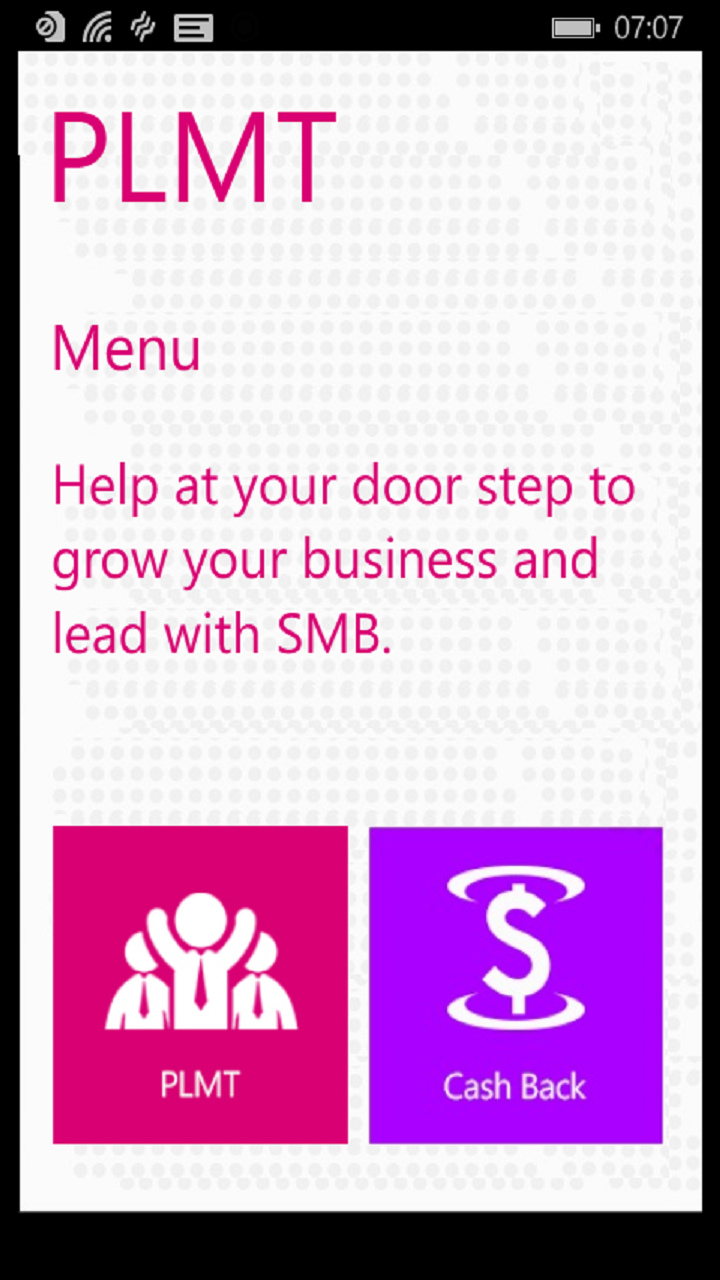 07:07
PLMT
Menu
Help at your door step to
grow your business and
lead with SMB.
PLMT
Cash Back